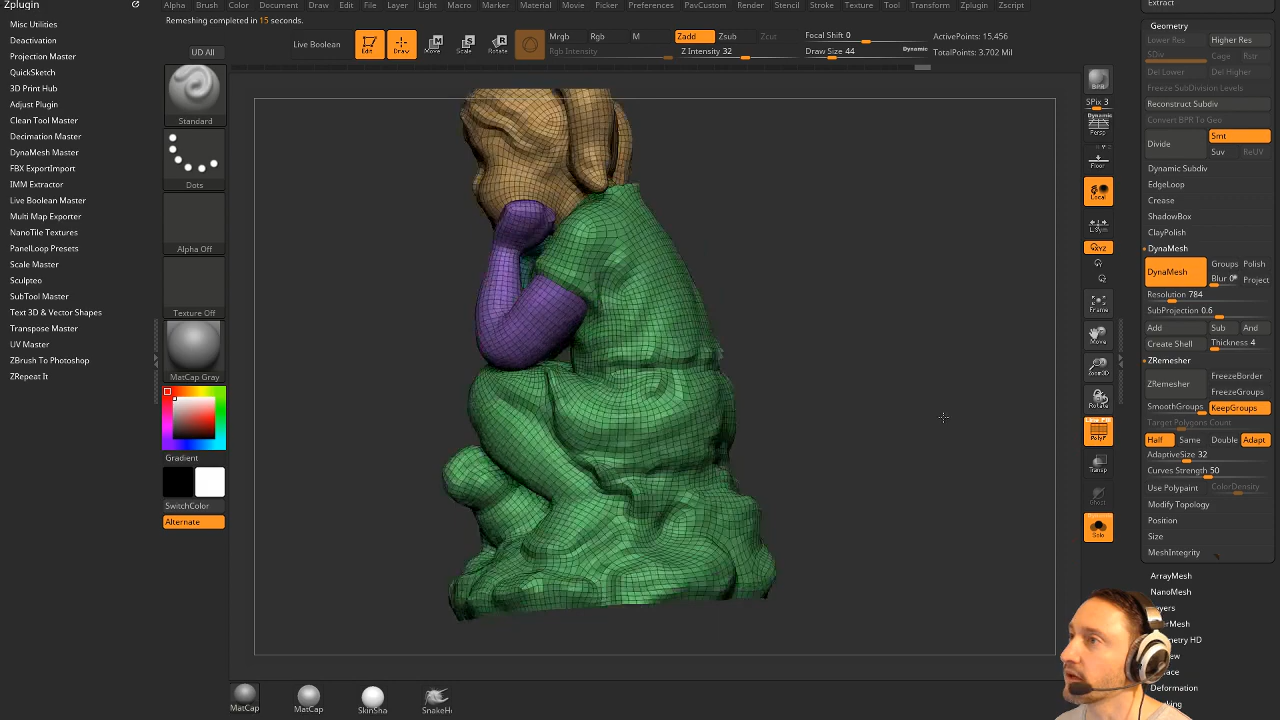 Zplugin
Alpha Brush Color Document Draw Edit File Layer Light Macro Marker Material Movie Picker Preferences PavCustom Render Stencil Stroke Texture Tool Transform Zplugin Zscript
Remeshing completed in 15 seconds.
Misc Utilities
Deactivation
Projection Master
QuickSketch
3D Print Hub
Adjust Plugin
Clean Tool Master
Decimation Master
DynaMesh Master
FBX ExportImport
IMM Extractor
Live Boolean Master
Multi Map Exporter
NanoTile Textures
PanelLoop Presets
Scale Master
Sculpteo
SubTool Master
Text 3D & Vector Shapes
Transpose Master
UV Master
ZBrush To Photoshop
ZRepeat It
UD All
Standard
Dots
Alpha Off
Texture Off
MatCap Gray
Gradient
SwitchColor
Alternate
Live Boolean
Edit
Draw
Move
Scale
Rotate
Mrgb Rgb M
Rgb Intensity
Zadd Zsub Zcut
Z Intensity 32
Focal Shift 0
Draw Size 44
Dynamic
ActivePoints: 15,456
TotalPoints: 3.702 Mil
BPR
SPix 3
Dynamic
Persp
Floor
Local
L.Sym
XYZ
Frame
Move
Zoom3D
Rotate
PolyF
Transp
Ghost
Solo
Extract
Geometry
Lower Res Higher Res
SDiv Cage Rstr
Del Lower Del Higher
Freeze SubDivision Levels
Reconstruct Subdiv
Convert BPR To Geo
Divide
Smt
Suv ReUV
Dynamic Subdiv
EdgeLoop
Crease
ShadowBox
ClayPolish
DynaMesh
DynaMesh
Groups Polish
Blur 0 Project
Resolution 784
SubProjection 0.6
Add Sub And
Create Shell Thickness 4
ZRemesher
ZRemesher
FreezeBorder
FreezeGroups
SmoothGroups KeepGroups
Target Polygons Count
Half Same Double Adapt
AdaptiveSize 32
Curves Strength 50
Use Polypaint ColorDensity
Modify Topology
Position
Size
MeshIntegrity
ArrayMesh
NanoMesh
Deformation
MatCap
MatCap
SkinSha
SnakeH